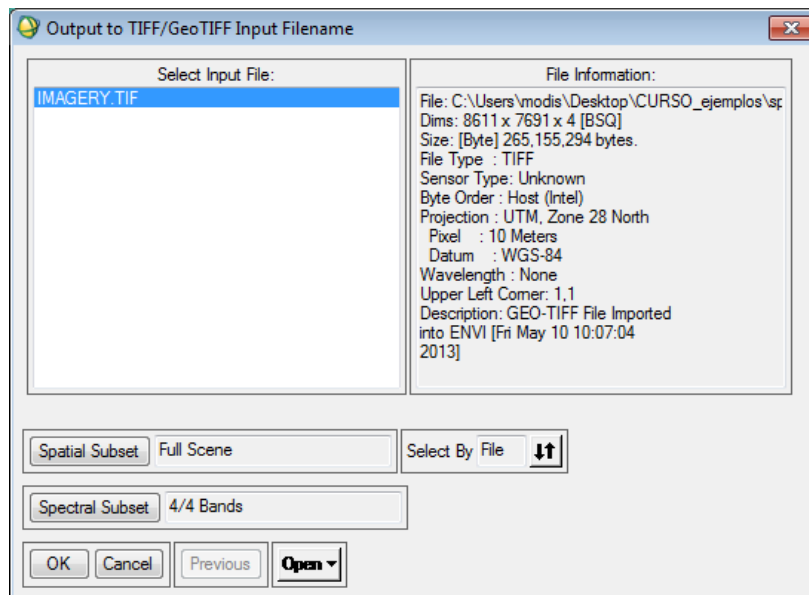 Output to TIFF/GeoTIFF Input Filename
Select Input File:
IMAGERY.TIF
File Information:
File: C:\Users\modis\Desktop\CURSO_ejemplos\sp
Dims: 8611 x 7691 x 4 [BSQ]
Size: [Byte] 265,155,294 bytes.
File Type : TIFF
Sensor Type: Unknown
Byte Order : Host (Intel)
Projection : UTM, Zone 28 North
Pixel : 10 Meters
Datum : WGS-84
Wavelength : None
Upper Left Corner: 1,1
Description: GEO-TIFF File Imported
into ENVI [Fri May 10 10:07:04
2013]
Spatial Subset Full Scene
Select By File
Spectral Subset 4/4 Bands
OK Cancel Previous Open